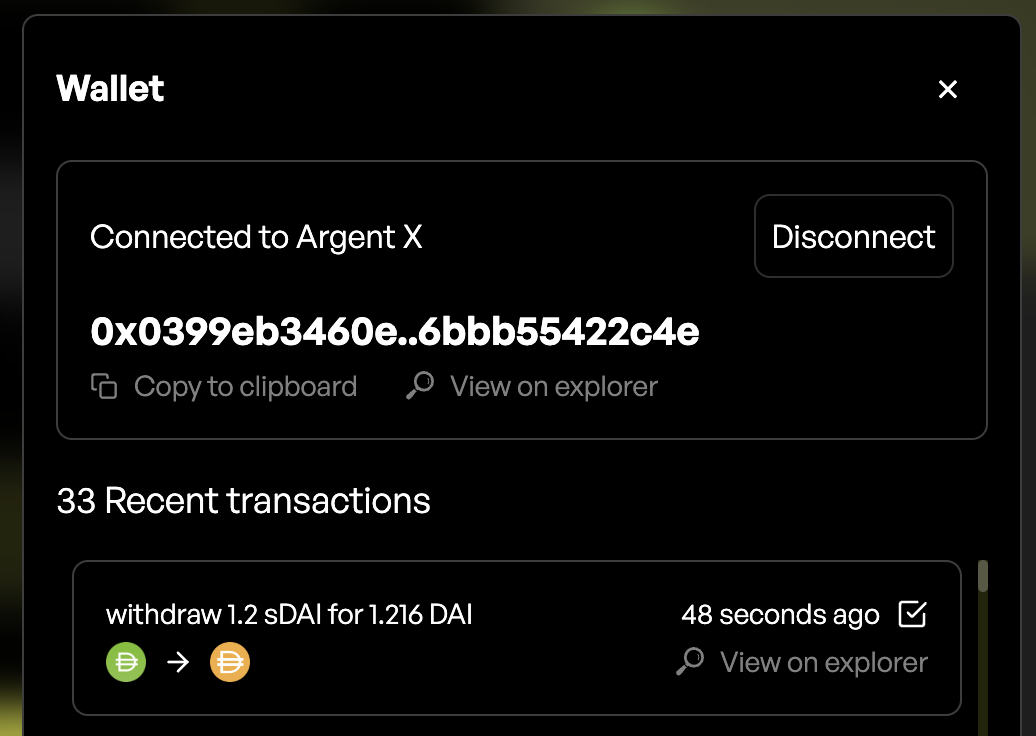 Wallet
Connected to Argent X
Disconnect
0x0399eb3460e..6bbb55422c4e
Copy to clipboard
View on explorer
33 Recent transactions
withdraw 1.2 sDAI for 1.216 DAI
48 seconds ago
View on explorer